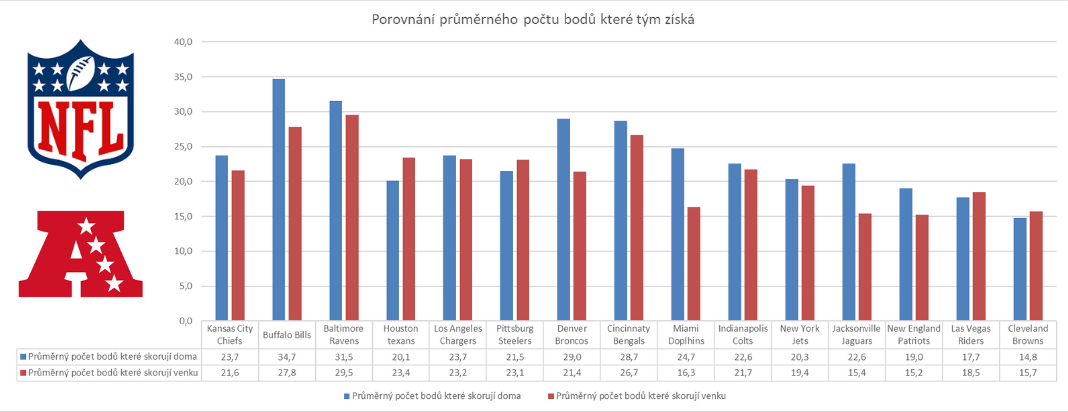 Porovnání průměrného počtu bodů které tým získá
NFL
A
40,0
35,0
30,0
25,0
20,0
15,0
10,0
5,0
0,0
Kansas City Chiefs Buffalo Bills Baltimore Ravens Houston texans Los Angeles Chargers Pittsburg Steelers Denver Broncos Cincinnaty Bengals Miami Doplhins Indianapolis Colts New York Jets Jacksonville Jaguars New England Patriots Las Vegas Riders Cleveland Browns
Průměrný počet bodů které skorují doma 23,7 34,7 31,5 20,1 23,7 21,5 29,0 28,7 24,7 22,6 20,3 22,6 19,0 17,7 14,8
Průměrný počet bodů které skorují venku 21,6 27,8 29,5 23,4 23,2 23,1 21,4 26,7 16,3 21,7 19,4 15,4 15,2 18,5 15,7
Průměrný počet bodů které skorují doma Průměrný počet bodů které skorují venku